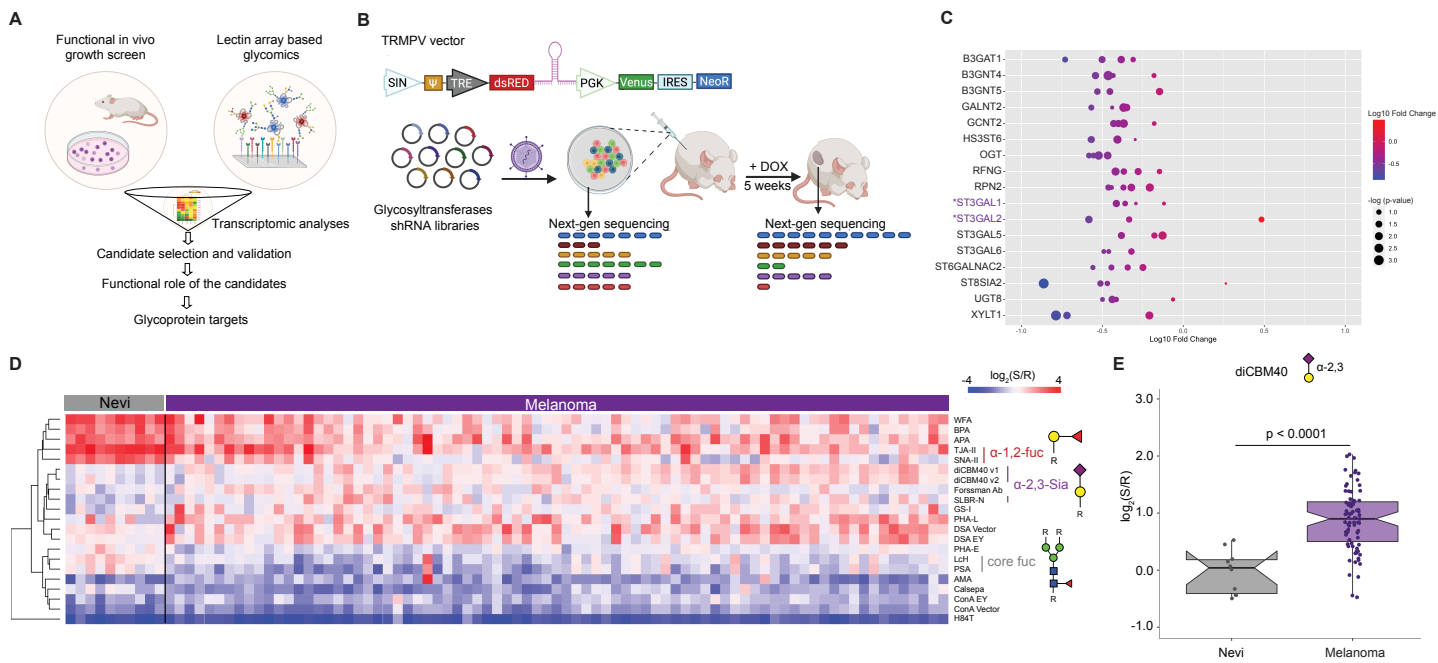 A
Functional in vivo
growth screen
Lectin array based
glycomics
Transcriptomic analyses
Candidate selection and validation
Functional role of the candidates
Glycoprotein targets
B
TRMPV vector
SIN
Ψ
TRE
dsRED
PGK
Venus
IRES
NeoR
Glycosyltransferases
shRNA libraries
+ DOX
5 weeks
Next-gen sequencing
Next-gen sequencing
C
B3GAT1
B3GNT4
B3GNT5
GALNT2
GCNT2
HS3ST6
OGT
RFNG
RPN2
*ST3GAL1
*ST3GAL2
ST3GAL5
ST3GAL6
ST6GALNAC2
ST8SIA2
UGT8
XYLT1
-1.0
-0.5
0.0
0.5
1.0
Log10 Fold Change
Log10 Fold Change
0.0
-0.5
-log (p-value)
1.0
1.5
2.0
2.5
3.0
D
log2(S/R)
-4
4
Nevi
Melanoma
WFA
BPA
APA
TJA-II
SNA-II
diCBM40 v1
diCBM40 v2
Forssman Ab
SLBR-N
GS-I
PHA-L
DSA Vector
DSA EY
PHA-E
LcH
PSA
AMA
Calsepa
ConA EY
ConA Vector
H84T
α-1,2-fuc
α-2,3-Sia
core fuc
R
R
R R
R
E
diCBM40
α-2,3
p < 0.0001
log2(S/R)
3.0
2.0
1.0
0.0
-1.0
Nevi
Melanoma